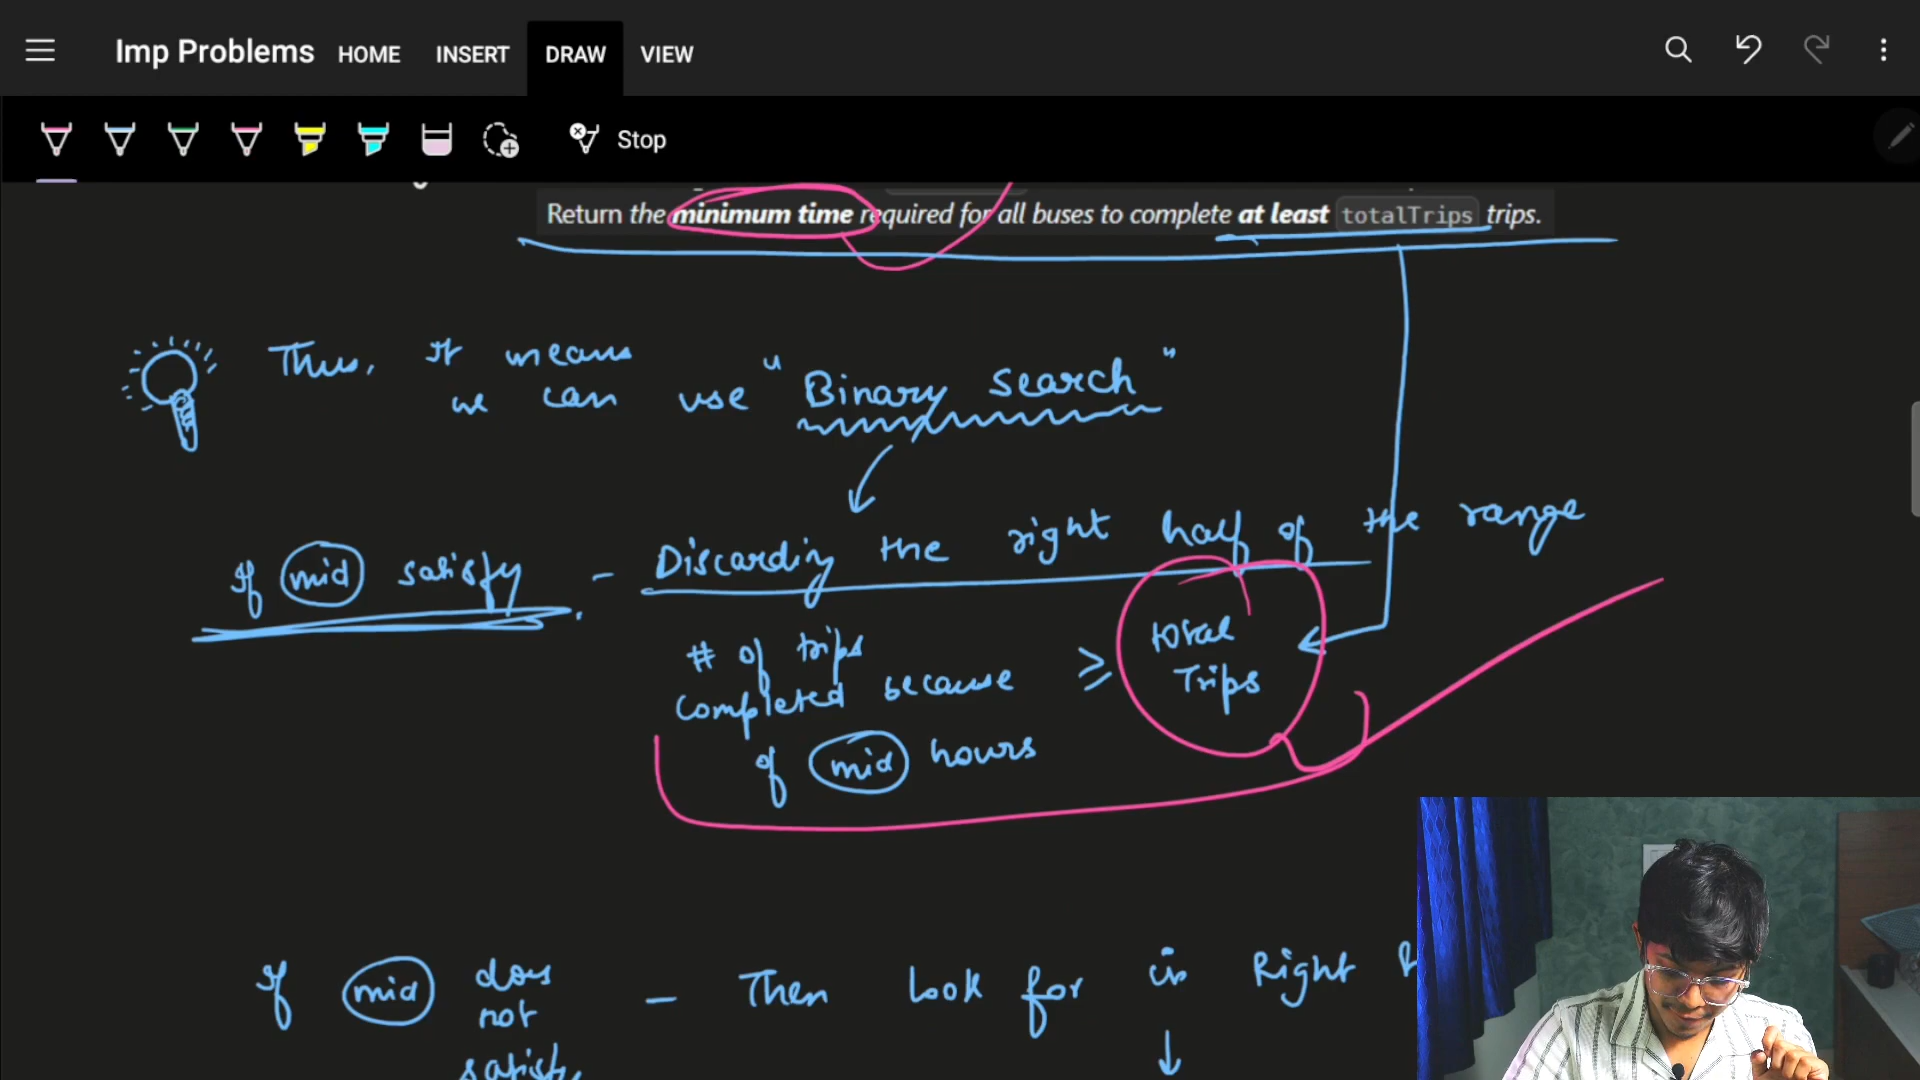 Imp Problems HOME INSERT DRAW VIEW
Stop
Return the minimum time required for all buses to complete at least totalTrips trips.
Thus, it means
we can use "Binary Search"
If mid satisfy - Discarding the right half of the range
# of trips
completed because ≥ total Trips
of mid hours
If mid does not satisfy - Then Look for in Right